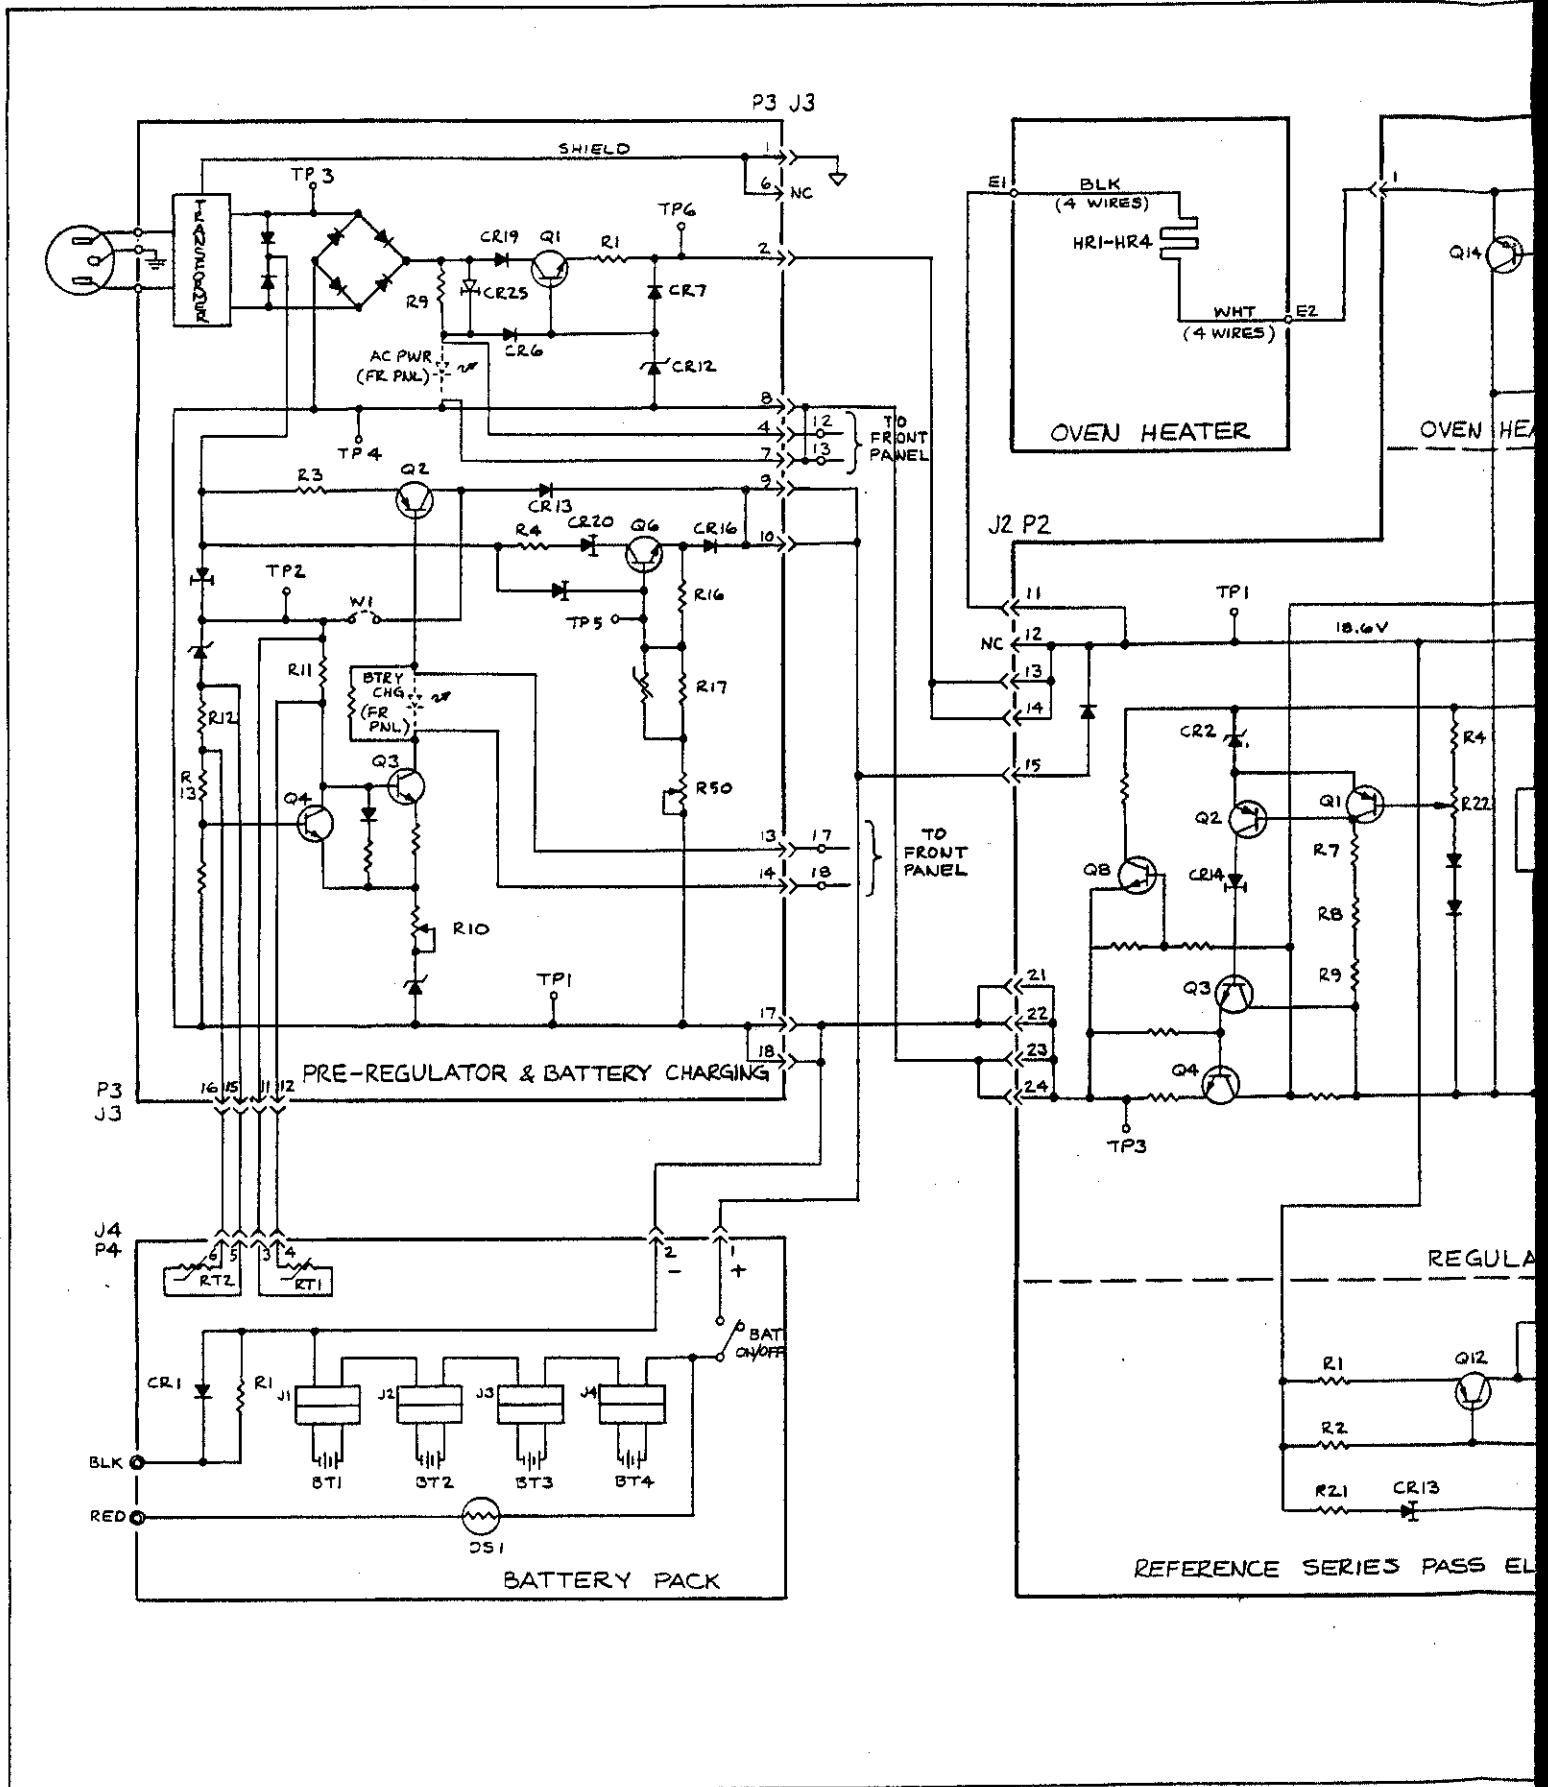 P3 J3
SHIELD
1
6
NC
TP3
TRANSFORMER
CR19
Q1
R1
TP6
2
R9
CR25
CR7
CR6
AC PWR
(FR PNL)
CR12
8
4
12
7
13
TO
FRONT
PANEL
TP4
R3
Q2
9
CR13
R4
CR20
Q6
CR16
10
TP2
W1
TP5
R16
R11
BTRY
CHG
(FR
PNL)
R17
R12
R
13
Q3
Q4
R50
13
17
14
18
TO
FRONT
PANEL
R10
TP1
17
18
PRE-REGULATOR & BATTERY CHARGING
P3
J3
16
15
11
12
J4
P4
6
5
3
4
2
1
RT2
RT1
-
+
BAT
ON/OFF
CR1
R1
J1
J2
J3
J4
BLK
BT1
BT2
BT3
BT4
RED
DS1
BATTERY PACK
E1
BLK
(4 WIRES)
HR1-HR4
WHT
(4 WIRES)
E2
OVEN HEATER
1
Q14
OVEN HEA
J2 P2
11
NC
12
13
14
15
TP1
18.6V
CR2
R4
Q2
Q1
R22
R7
Q8
CR14
R8
R9
Q3
21
22
23
24
Q4
TP3
REGULA
R1
Q12
R2
R21
CR13
REFERENCE SERIES PASS EL